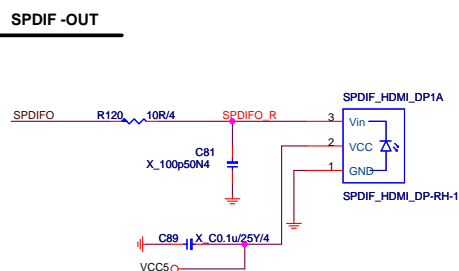 SPDIF -OUT
SPDIF_HDMI_DP1A
SPDIFO
R120
10R/4
SPDIFO_R
3
Vin
C81
X_100p50N4
2
VCC
1
GND
SPDIF_HDMI_DP-RH-1
C89
X_C0.1u/25Y/4
VCC5